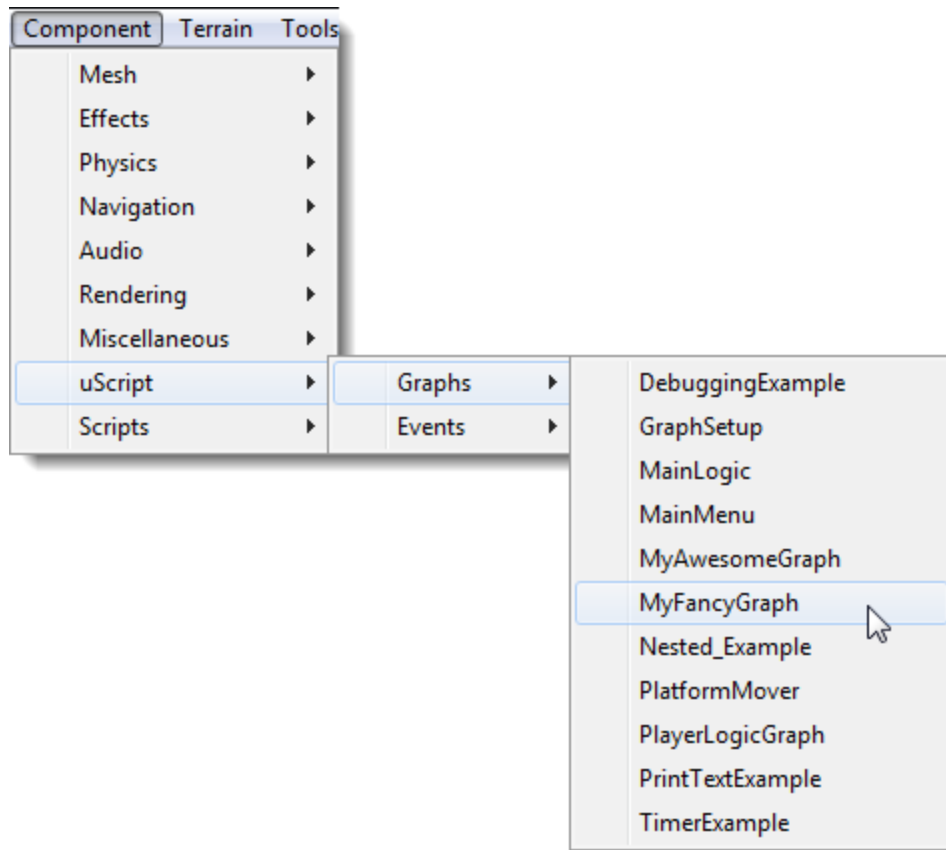 Component Terrain Tools
Mesh
Effects
Physics
Navigation
Audio
Rendering
Miscellaneous
uScript
Scripts
Graphs
Events
DebuggingExample
GraphSetup
MainLogic
MainMenu
MyAwesomeGraph
MyFancyGraph
Nested_Example
PlatformMover
PlayerLogicGraph
PrintTextExample
TimerExample